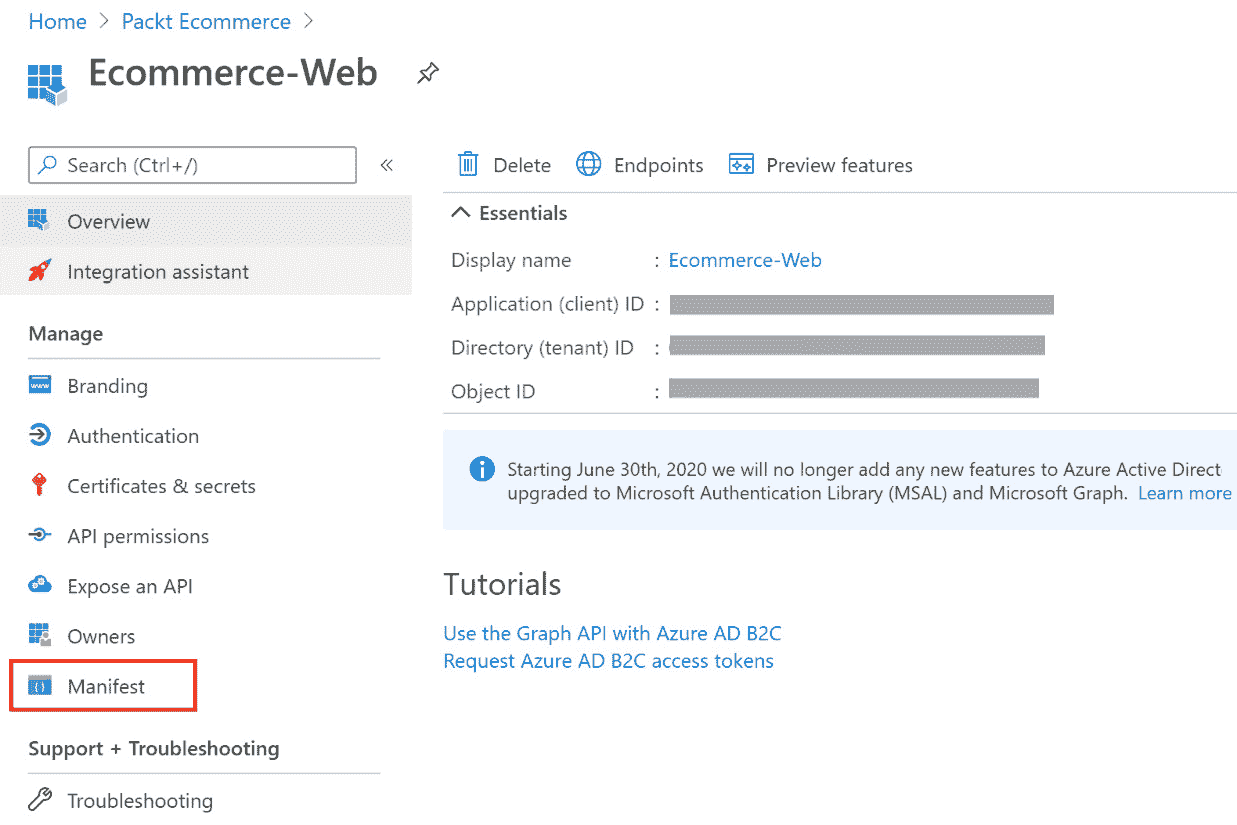 Home > Packt Ecommerce >
Ecommerce-Web
Search (Ctrl+/)
«
Overview
Integration assistant
Manage
www
Branding
Authentication
Certificates & secrets
API permissions
Expose an API
Owners
Manifest
Support + Troubleshooting
Troubleshooting
Delete
Endpoints
Preview features
Essentials
Display name : Ecommerce-Web
Application (client) ID :
Directory (tenant) ID :
Object ID :
Starting June 30th, 2020 we will no longer add any new features to Azure Active Direct
upgraded to Microsoft Authentication Library (MSAL) and Microsoft Graph. Learn more
Tutorials
Use the Graph API with Azure AD B2C
Request Azure AD B2C access tokens